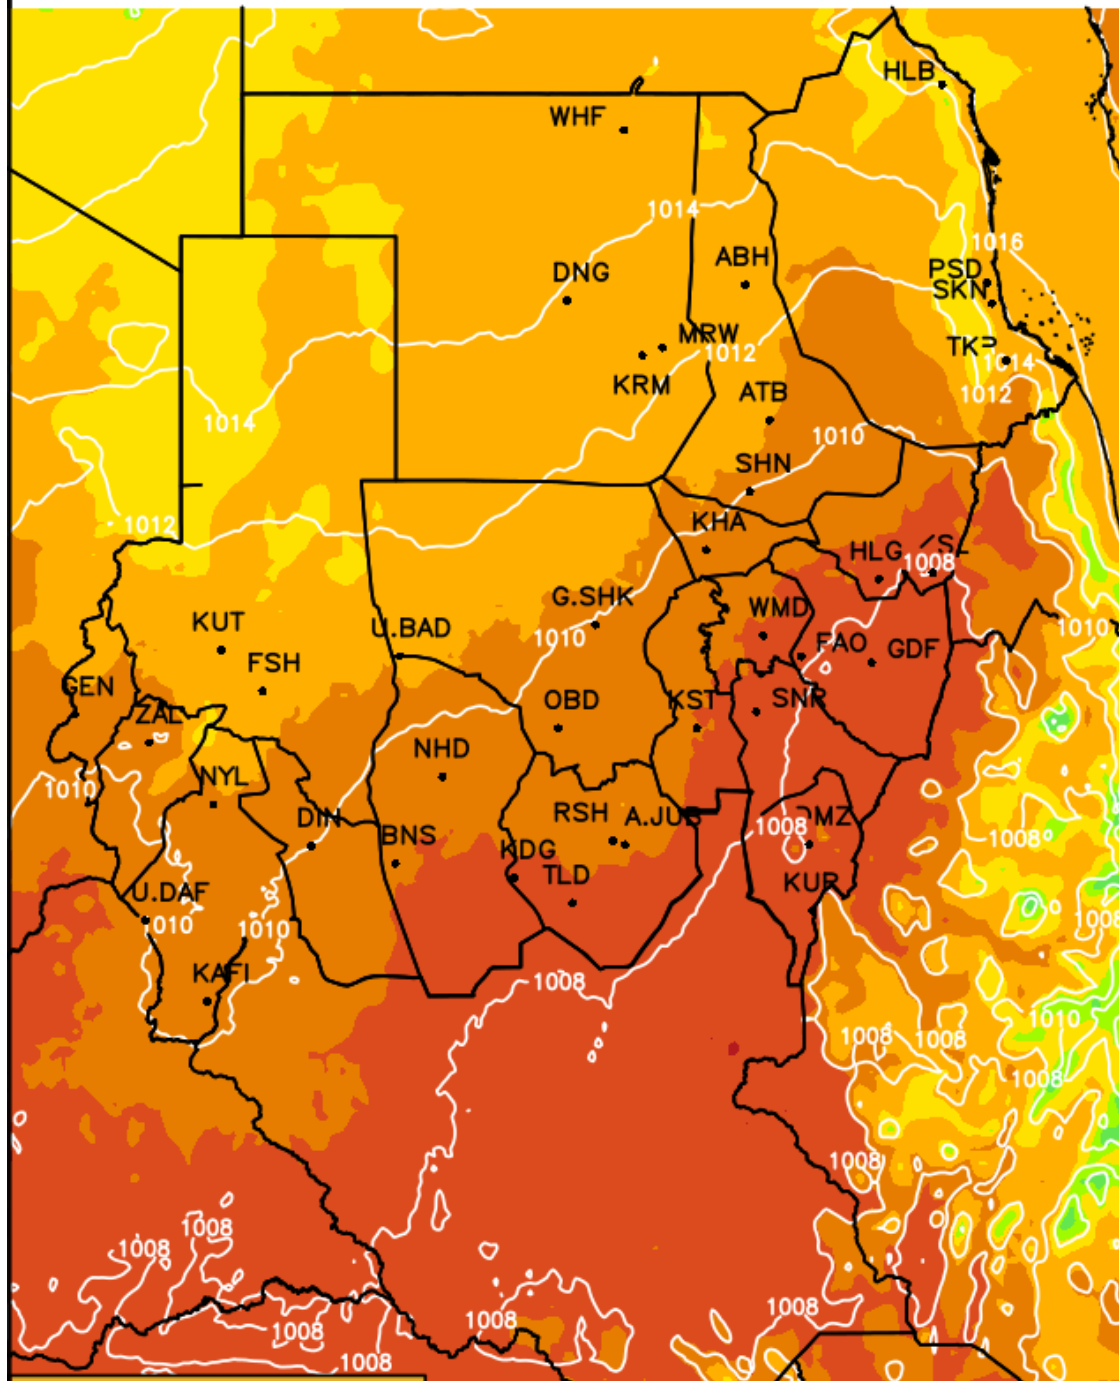 HLB
WHF
1014
1016
ABH
PSD
DNG
SKN
MRW
TKP
1012
1014
KRM
ATB
1012
1014
1010
SHN
1012
KHA
HLG
1008
G.SHK
WMD
KUT
U.BAD
1010
1010
FAO
GDF
FSH
GEN
OBD
KST
SNR
ZAL
NHD
NYL
1010
RSH
A.JUB
DIN
1008
BNS
1008
KDG
TLD
KUR
U.DAF
1010
1010
1008
KAFI
1008
1010
1008
1008
1008
1008
1008
1008
1008
1008
1008
1008